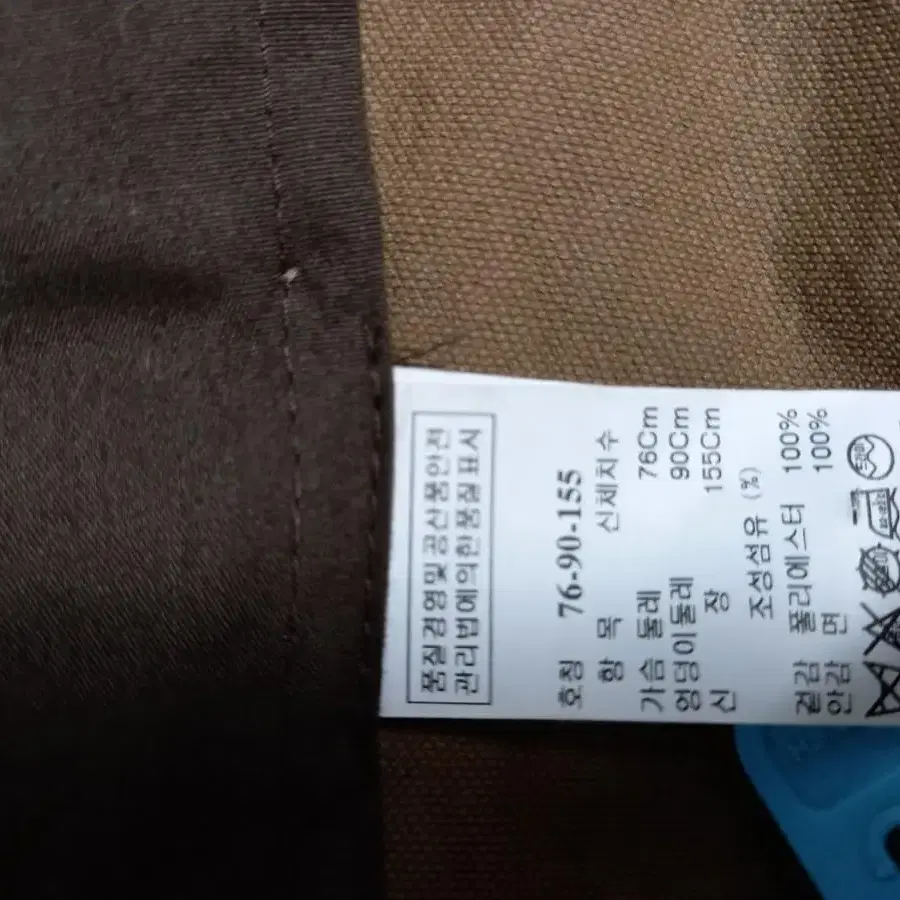 품질경영및공산품안전
관리법에의한품질표시
호칭 76-90-155
항 목 신체치수
가슴 둘레 76Cm
엉덩이둘레 90Cm
신 장 155Cm
조성섬유 (%)
겉감 폴리에스터 100%
안감 면 100%